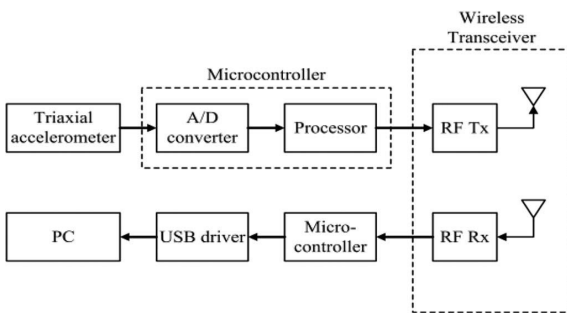 Wireless
Transceiver
Microcontroller
Triaxial
accelerometer
A/D
converter
Processor
RF Tx
PC
USB driver
Micro-
controller
RF Rx